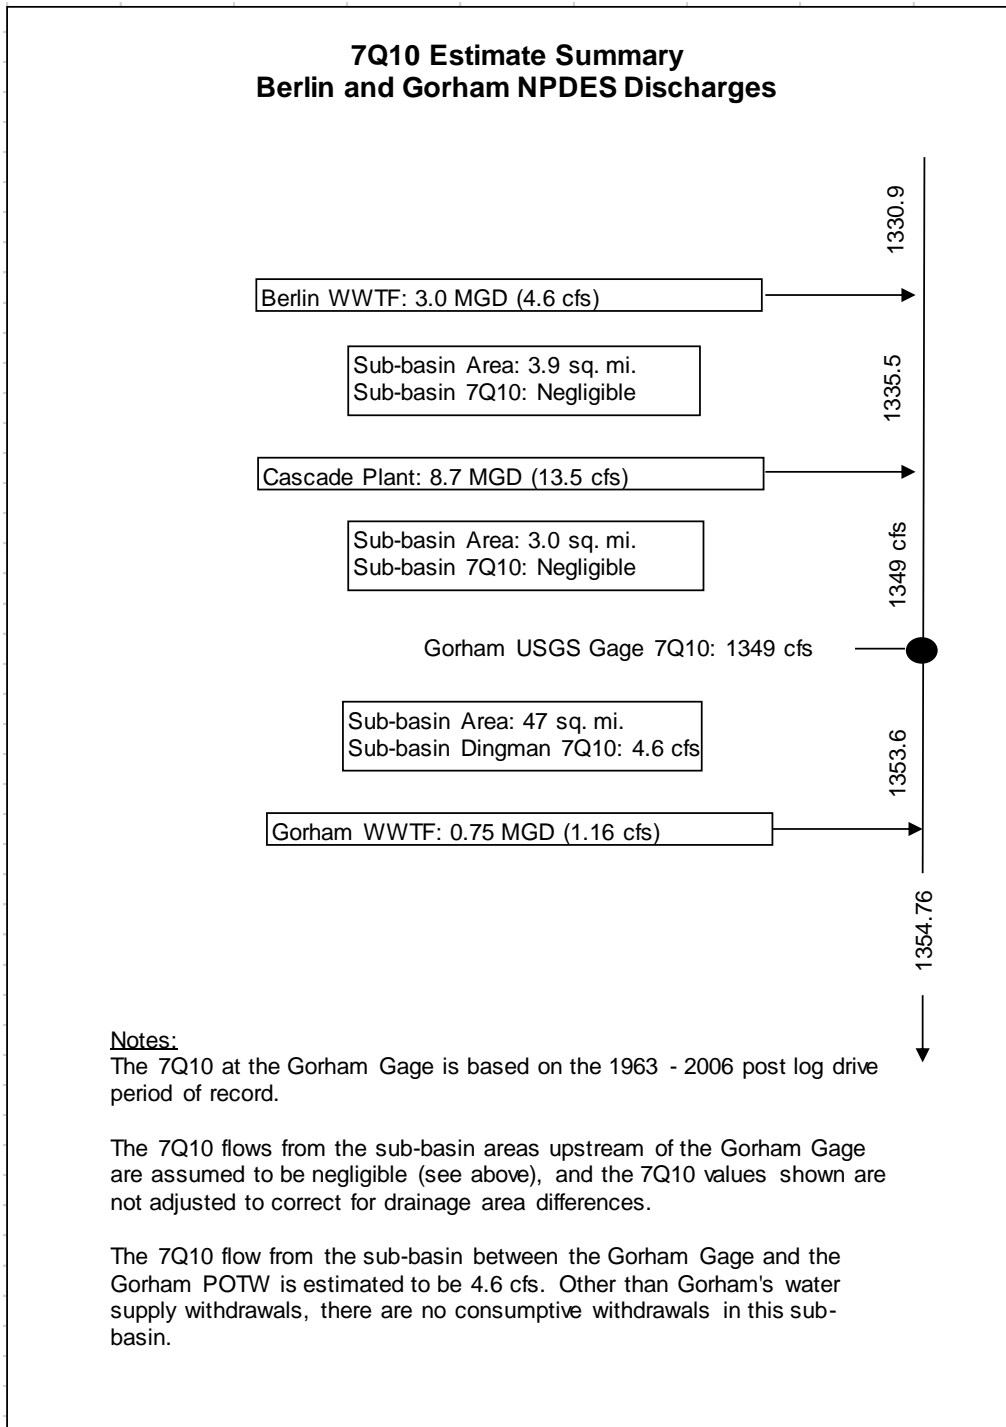 7Q10 Estimate Summary
Berlin and Gorham NPDES Discharges
1330.9
Berlin WWTF: 3.0 MGD (4.6 cfs)
Sub-basin Area: 3.9 sq. mi.
Sub-basin 7Q10: Negligible
1335.5
Cascade Plant: 8.7 MGD (13.5 cfs)
Sub-basin Area: 3.0 sq. mi.
Sub-basin 7Q10: Negligible
1349 cfs
Gorham USGS Gage 7Q10: 1349 cfs
Sub-basin Area: 47 sq. mi.
Sub-basin Dingman 7Q10: 4.6 cfs
1353.6
Gorham WWTF: 0.75 MGD (1.16 cfs)
1354.76
Notes:
The 7Q10 at the Gorham Gage is based on the 1963 - 2006 post log drive
period of record.
The 7Q10 flows from the sub-basin areas upstream of the Gorham Gage
are assumed to be negligible (see above), and the 7Q10 values shown are
not adjusted to correct for drainage area differences.
The 7Q10 flow from the sub-basin between the Gorham Gage and the
Gorham POTW is estimated to be 4.6 cfs. Other than Gorham's water
supply withdrawals, there are no consumptive withdrawals in this sub-
basin.